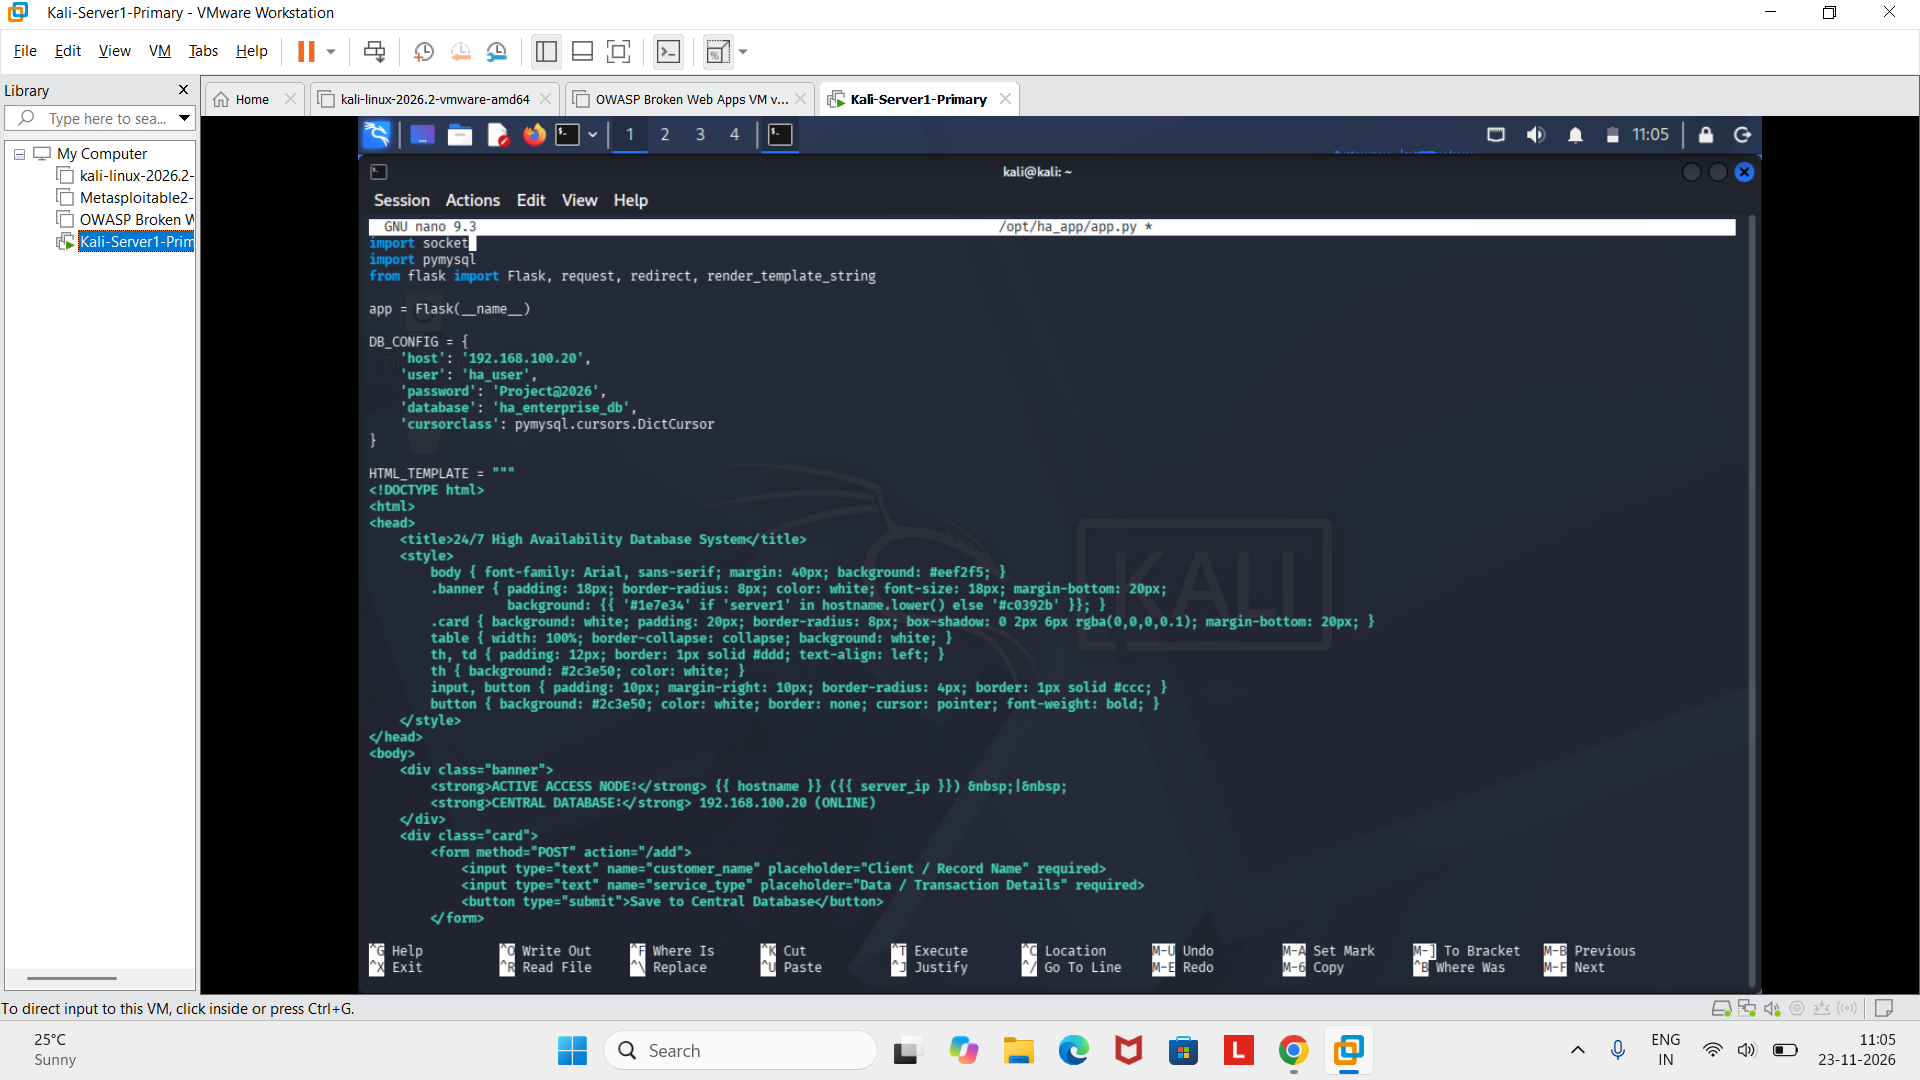 Kali-Server1-Primary - VMware Workstation
File Edit View VM Tabs Help
Library
Type here to sea...
Home
kali-linux-2026.2-vmware-amd64
OWASP Broken Web Apps VM v...
Kali-Server1-Primary
My Computer
kali-linux-2026.2-
Metasploitable2-
OWASP Broken W
Kali-Server1-Prim
1 2 3 4
11:05
kali@kali: ~
Session Actions Edit View Help
GNU nano 9.3 /opt/ha_app/app.py *
import socket
import pymysql
from flask import Flask, request, redirect, render_template_string
app = Flask(__name__)
DB_CONFIG = {
    'host': '192.168.100.20',
    'user': 'ha_user',
    'password': 'Project@2026',
    'database': 'ha_enterprise_db',
    'cursorclass': pymysql.cursors.DictCursor
}
HTML_TEMPLATE = """
<!DOCTYPE html>
<html>
<head>
    <title>24/7 High Availability Database System</title>
    <style>
        body { font-family: Arial, sans-serif; margin: 40px; background: #eef2f5; }
        .banner { padding: 18px; border-radius: 8px; color: white; font-size: 18px; margin-bottom: 20px;
                  background: {{ '#1e7e34' if 'server1' in hostname.lower() else '#c0392b' }}; }
        .card { background: white; padding: 20px; border-radius: 8px; box-shadow: 0 2px 6px rgba(0,0,0,0.1); margin-bottom: 20px; }
        table { width: 100%; border-collapse: collapse; background: white; }
        th, td { padding: 12px; border: 1px solid #ddd; text-align: left; }
        th { background: #2c3e50; color: white; }
        input, button { padding: 10px; margin-right: 10px; border-radius: 4px; border: 1px solid #ccc; }
        button { background: #2c3e50; color: white; border: none; cursor: pointer; font-weight: bold; }
    </style>
</head>
<body>
    <div class="banner">
        <strong>ACTIVE ACCESS NODE:</strong> {{ hostname }} ({{ server_ip }}) &nbsp;|&nbsp;
        <strong>CENTRAL DATABASE:</strong> 192.168.100.20 (ONLINE)
    </div>
    <div class="card">
        <form method="POST" action="/add">
            <input type="text" name="customer_name" placeholder="Client / Record Name" required>
            <input type="text" name="service_type" placeholder="Data / Transaction Details" required>
            <button type="submit">Save to Central Database</button>
        </form>
KALI
^G Help ^O Write Out ^F Where Is ^K Cut ^T Execute ^C Location M-U Undo M-A Set Mark M-] To Bracket M-B Previous
^X Exit ^R Read File ^\ Replace ^U Paste ^J Justify ^/ Go To Line M-E Redo M-6 Copy ^B Where Was M-F Next
To direct input to this VM, click inside or press Ctrl+G.
25°C
Sunny
Search
ENG
IN
11:05
23-11-2026